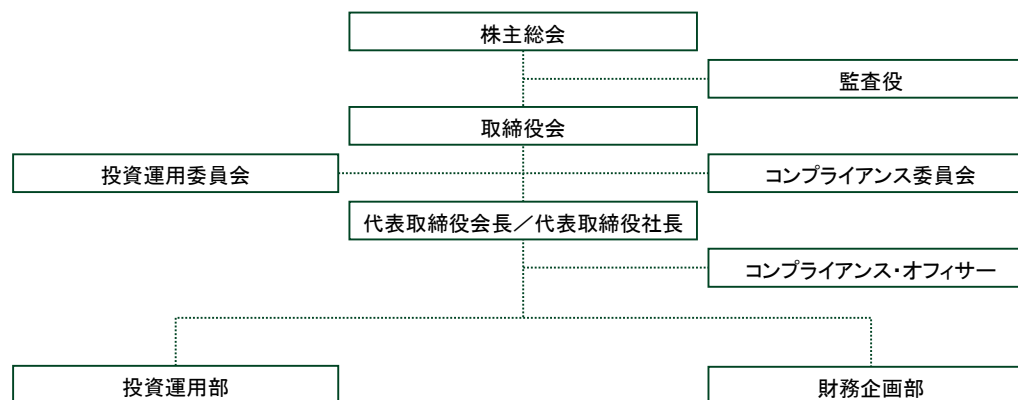 株主総会
監査役
取締役会
投資運用委員会
コンプライアンス委員会
代表取締役会長／代表取締役社長
コンプライアンス・オフィサー
投資運用部
財務企画部